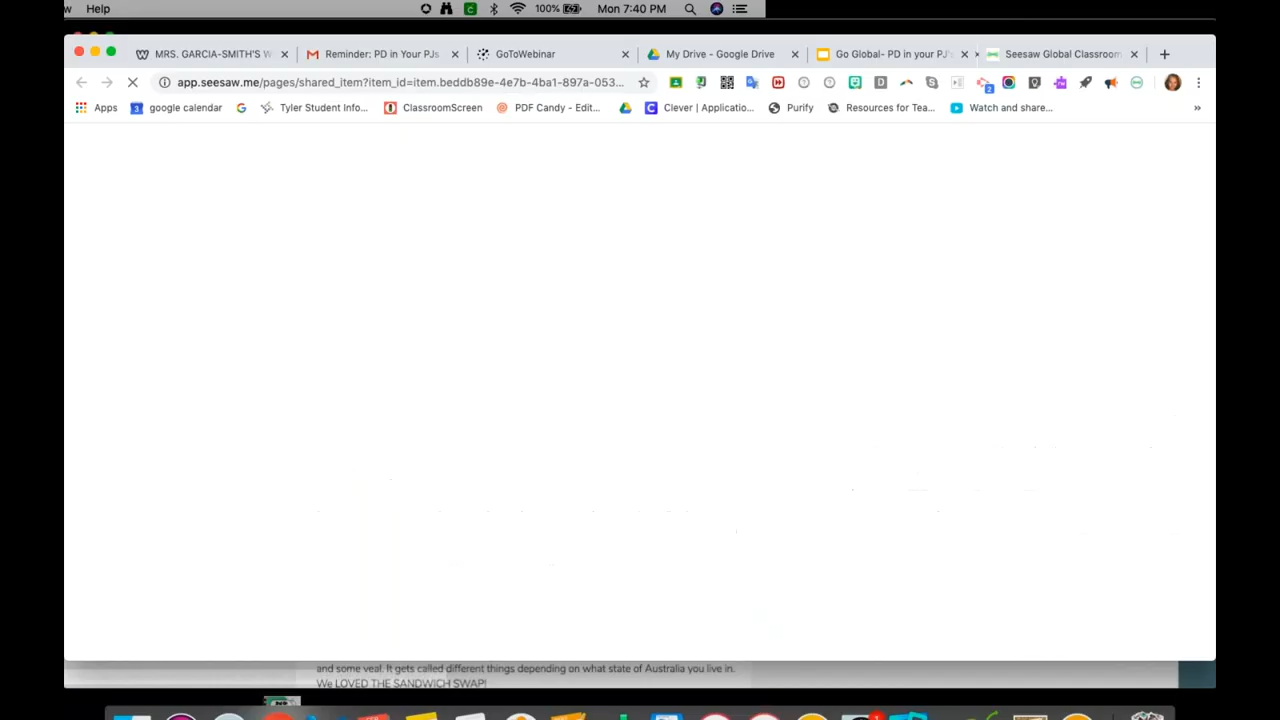 w Help 100% Mon 7:40 PM
MRS. GARCIA-SMITH'S W Reminder: PD in Your PJs GoToWebinar My Drive - Google Drive Go Global- PD in your PJ' Seesaw Global Classroom
app.seesaw.me/pages/shared_item?item_id=item.beddb89e-4e7b-4ba1-897a-053... 2
Apps 3 google calendar G Tyler Student Info... ClassroomScreen PDF Candy - Edit... Clever | Applicatio... Purify Resources for Tea... Watch and share... »
and some veal. It gets called different things depending on what state of Australia you live in.
We LOVED THE SANDWICH SWAP!